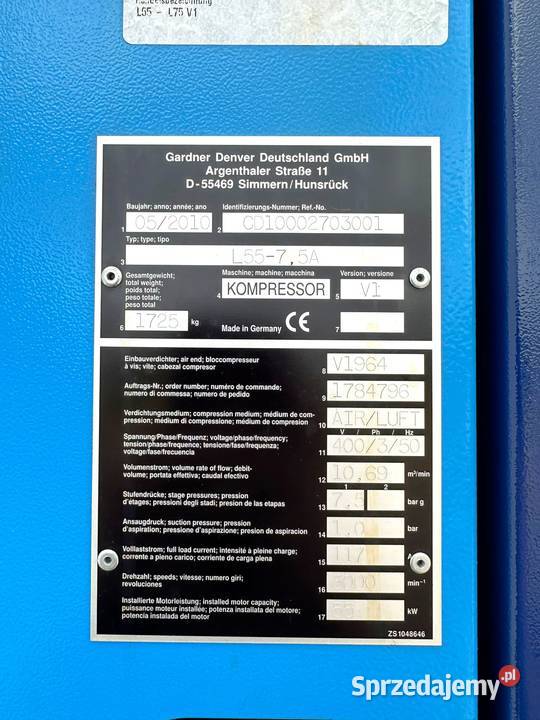 L55 - L75 V1
Gardner Denver Deutschland GmbH
Argenthaler Straße 11
D-55469 Simmern/Hunsrück
Baujahr; anno; année; ano
Identifizierungs-Nummer; Ref.-No.
1 05/2010 2 CD10002703001
Typ; type; tipo
3 L55-7,5A
Gesamtgewicht;
total weight;
poids total;
peso totale;
peso total
6 1725 kg
Maschine; machine; macchina
4 KOMPRESSOR
Version; versione
5 V1
Made in Germany CE 7
Einbauverdichter; air end; bloccompresseur
à vis; vite; cabezal compresor
8 V1964
Auftrags-Nr.; order number; numéro de commande;
numero di commessa; numéro de pedido
9 1784796
Verdichtungsmedium; compression medium; médium de com-
pression; médium di compressione; médium de compresion
10 AIR/LUFT
V / Ph / Hz
Spannung/Phase/Frequenz; voltage/phase/frequency;
tension/phase/frequence; tensione/fase/frequenza;
voltage/fase/frecuencia
11 400/3/50
Volumenstrom; volume rate of flow; debit-
volume; portata effettiva; caudal efectivo
12 10,69 m³/min
1 2
Stufendrücke; stage pressures; pression
d'étages; pressioni degli stadi; presion de las etapas
13 7,5 bar g
Ansaugdruck; suction pressure; pression
d'aspiration; pressione d'aspirazione; presion de aspiracion
14 1.0 bar
Volllaststrom; full load current; intensité à pleine charge;
corrente a pieno carico; corriente de carga plena
15 117 A
Drehzahl; speeds; vitesse; numero giri;
revoluciones
16 3000 min⁻¹
Installierte Motorleistung; installed motor capacity;
puissance moteur installée; potenza installata del motore;
potencia instalada del motor
17 55 kW
ZS1048646
Sprzedajemy.pl